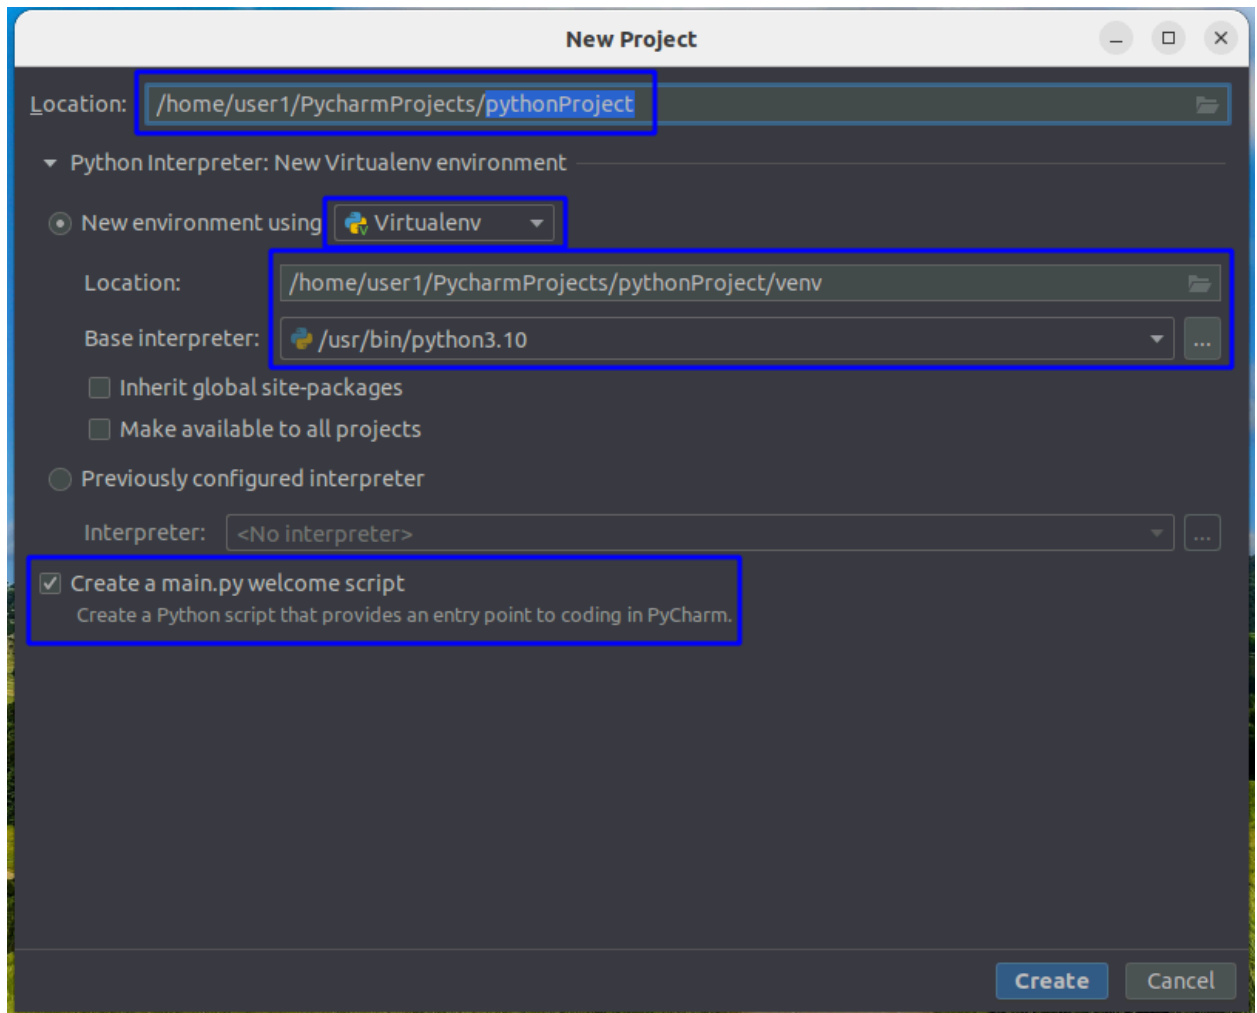 New Project
Location: /home/user1/PycharmProjects/pythonProject
Python Interpreter: New Virtualenv environment
New environment using Virtualenv
Location: /home/user1/PycharmProjects/pythonProject/venv
Base interpreter: /usr/bin/python3.10 ...
Inherit global site-packages
Make available to all projects
Previously configured interpreter
Interpreter: <No interpreter> ...
Create a main.py welcome script
Create a Python script that provides an entry point to coding in PyCharm.
Create Cancel